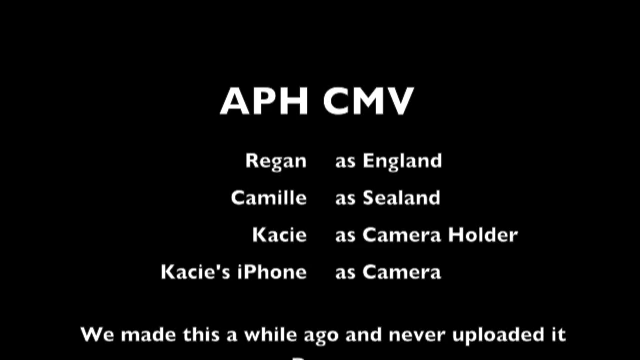 APH CMV
Regan as England
Camille as Sealand
Kacie as Camera Holder
Kacie's iPhone as Camera
We made this a while ago and never uploaded it